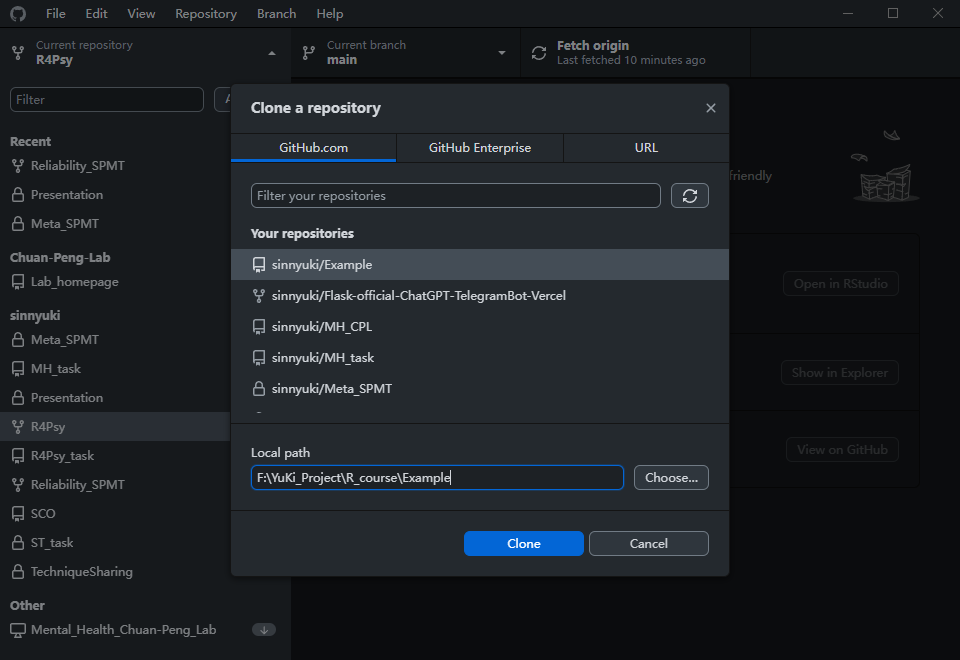 File Edit View Repository Branch Help
Current repository
R4Psy
Current branch
main
Fetch origin
Last fetched 10 minutes ago
Filter
Recent
Reliability_SPMT
Presentation
Meta_SPMT
Chuan-Peng-Lab
Lab_homepage
sinnyuki
Meta_SPMT
MH_task
Presentation
R4Psy
R4Psy_task
Reliability_SPMT
SCO
ST_task
TechniqueSharing
Other
Mental_Health_Chuan-Peng_Lab
Clone a repository
GitHub.com GitHub Enterprise URL
Filter your repositories
Your repositories
sinnyuki/Example
sinnyuki/Flask-official-ChatGPT-TelegramBot-Vercel
sinnyuki/MH_CPL
sinnyuki/MH_task
sinnyuki/Meta_SPMT
Local path
F:\YuKi_Project\R_course\Example
Choose...
Clone Cancel
friendly
Open in RStudio
Show in Explorer
View on GitHub